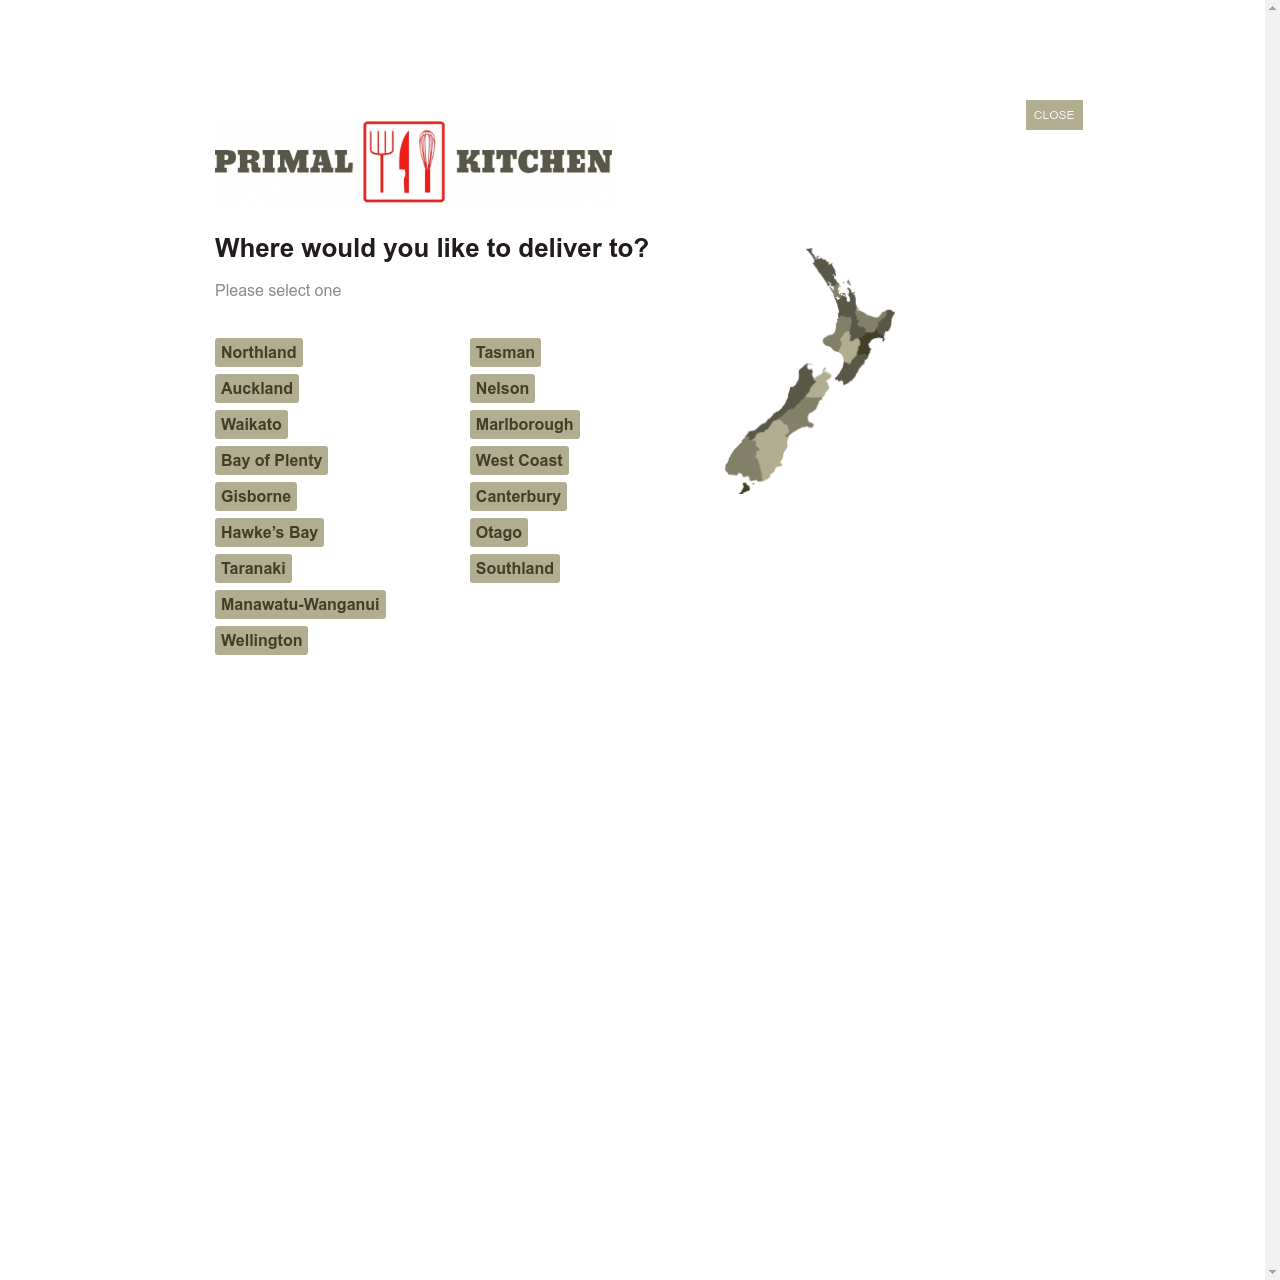 CLOSE
PRIMAL KITCHEN
Where would you like to deliver to?
Please select one
Northland
Auckland
Waikato
Bay of Plenty
Gisborne
Hawke’s Bay
Taranaki
Manawatu-Wanganui
Wellington
Tasman
Nelson
Marlborough
West Coast
Canterbury
Otago
Southland